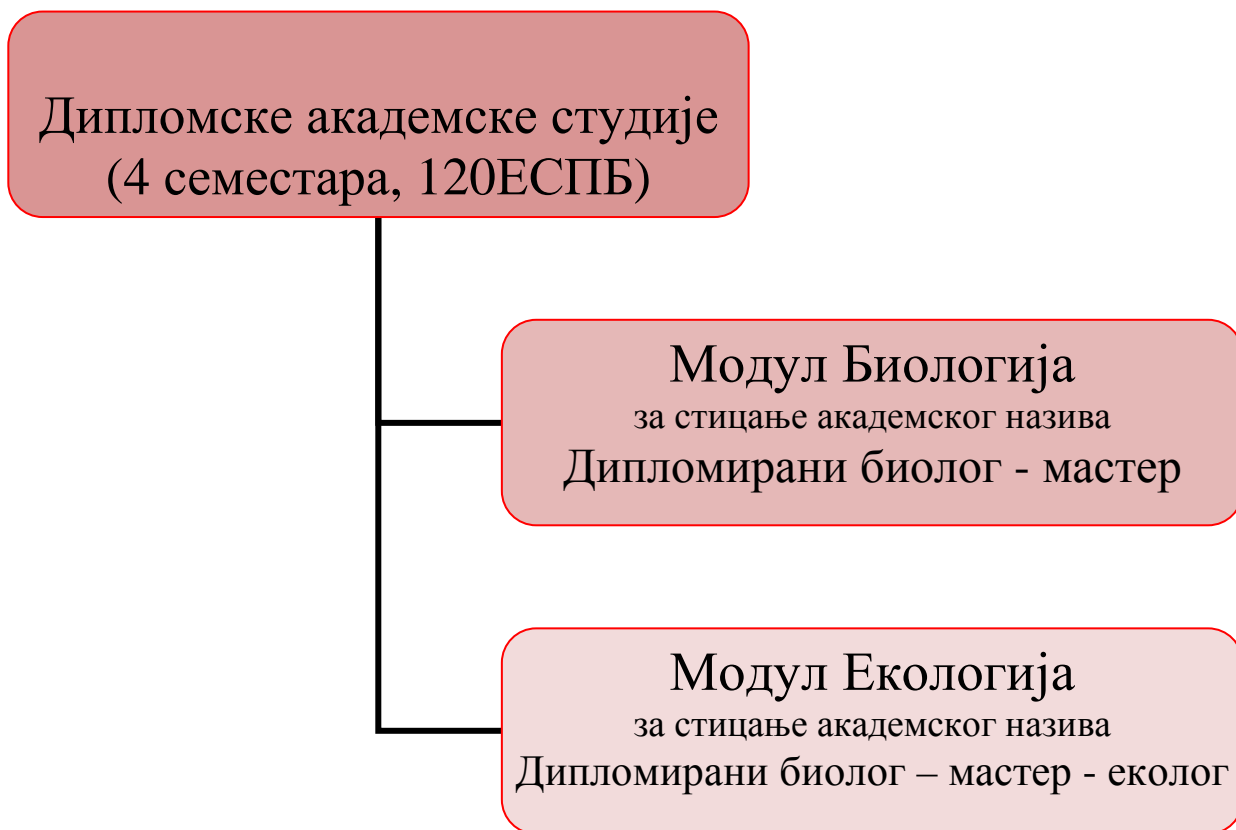 Дипломске академске студије
(4 семестара, 120ЕСПБ)
Модул Биологија
за стицање академског назива
Дипломирани биолог - мастер
Модул Екологија
за стицање академског назива
Дипломирани биолог – мастер - еколог